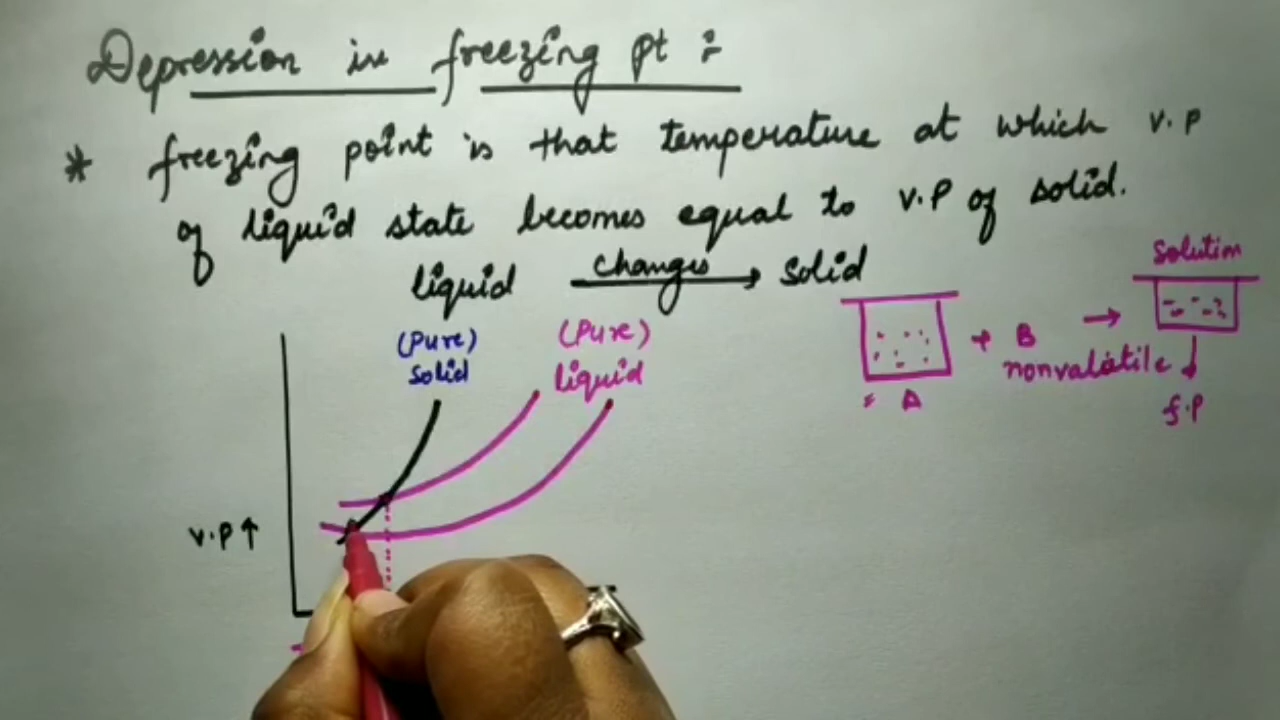 Depression in freezing pt :-
* freezing point is that temperature at which v.p
of liquid state becomes equal to v.p of solid.
liquid changes → solid
(Pure) solid
(Pure) liquid
v.p ↑
A + B nonvalatile →
Solution
f.p